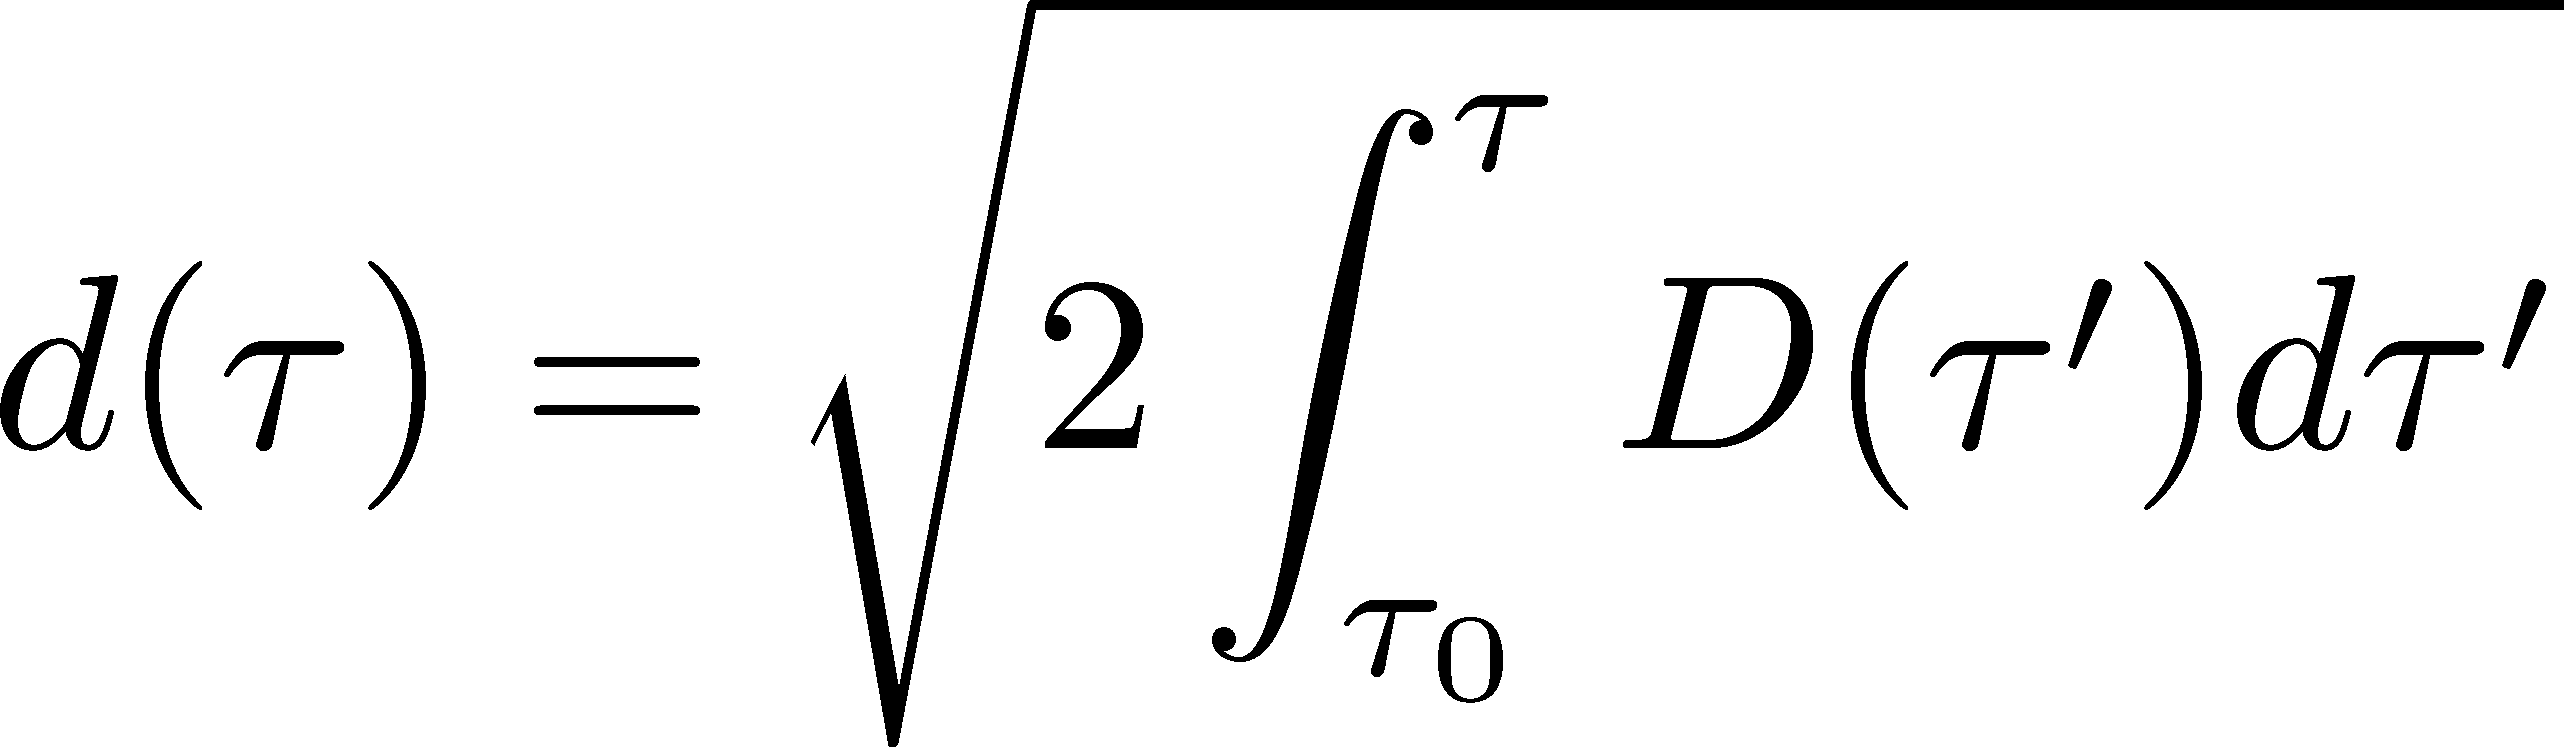 d(τ) = √(2∫_{τ₀}^{τ} D(τ′)dτ′)